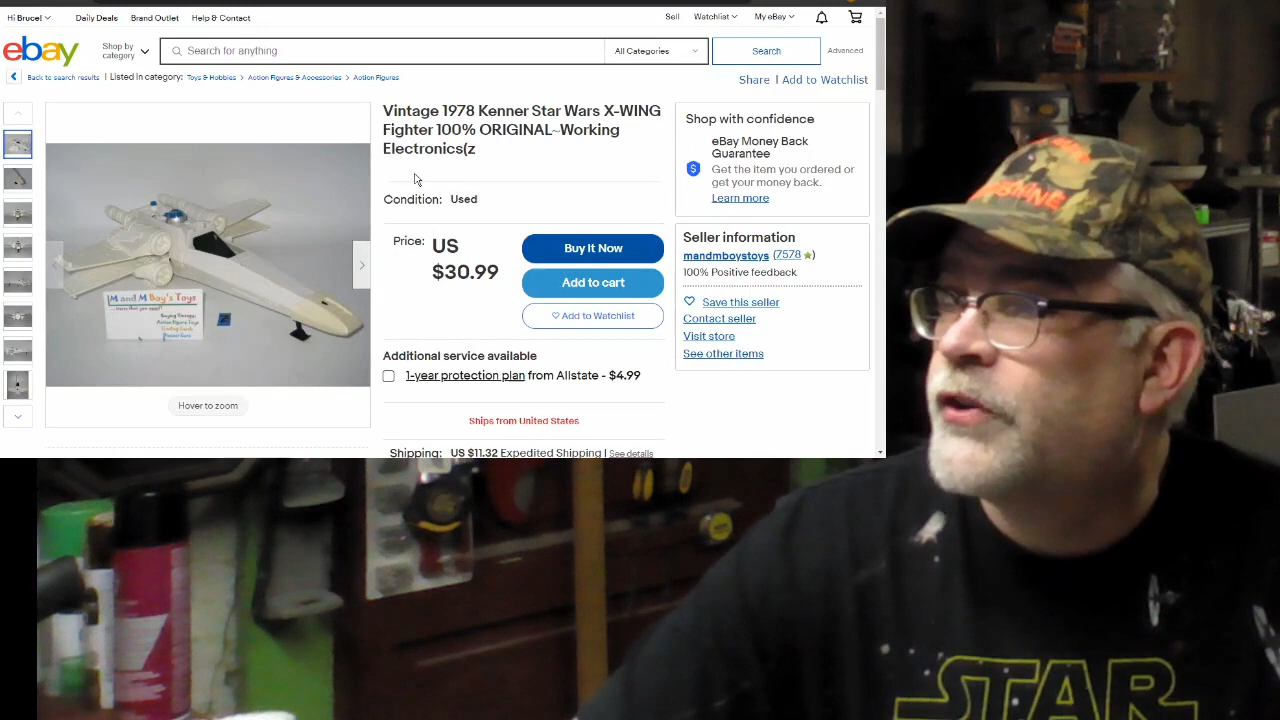 Hi Bruce!
Daily Deals
Brand Outlet
Help & Contact
Sell
Watchlist
My eBay
ebay
Shop by
category
Search for anything
All Categories
Search
Advanced
Back to search results | Listed in category: Toys & Hobbies > Action Figures & Accessories > Action Figures
Share | Add to Watchlist
Vintage 1978 Kenner Star Wars X-WING
Fighter 100% ORIGINAL~Working
Electronics(z
Condition: Used
Price: US
$30.99
Buy It Now
Add to cart
Add to Watchlist
Additional service available
1-year protection plan from Allstate - $4.99
Ships from United States
Shipping: US $11.32 Expedited Shipping | See details
Shop with confidence
eBay Money Back
Guarantee
Get the item you ordered or
get your money back.
Learn more
Seller information
mandmboystoys (7578)
100% Positive feedback
Save this seller
Contact seller
Visit store
See other items
M and M Boy's Toys
Hover to zoom
STAR